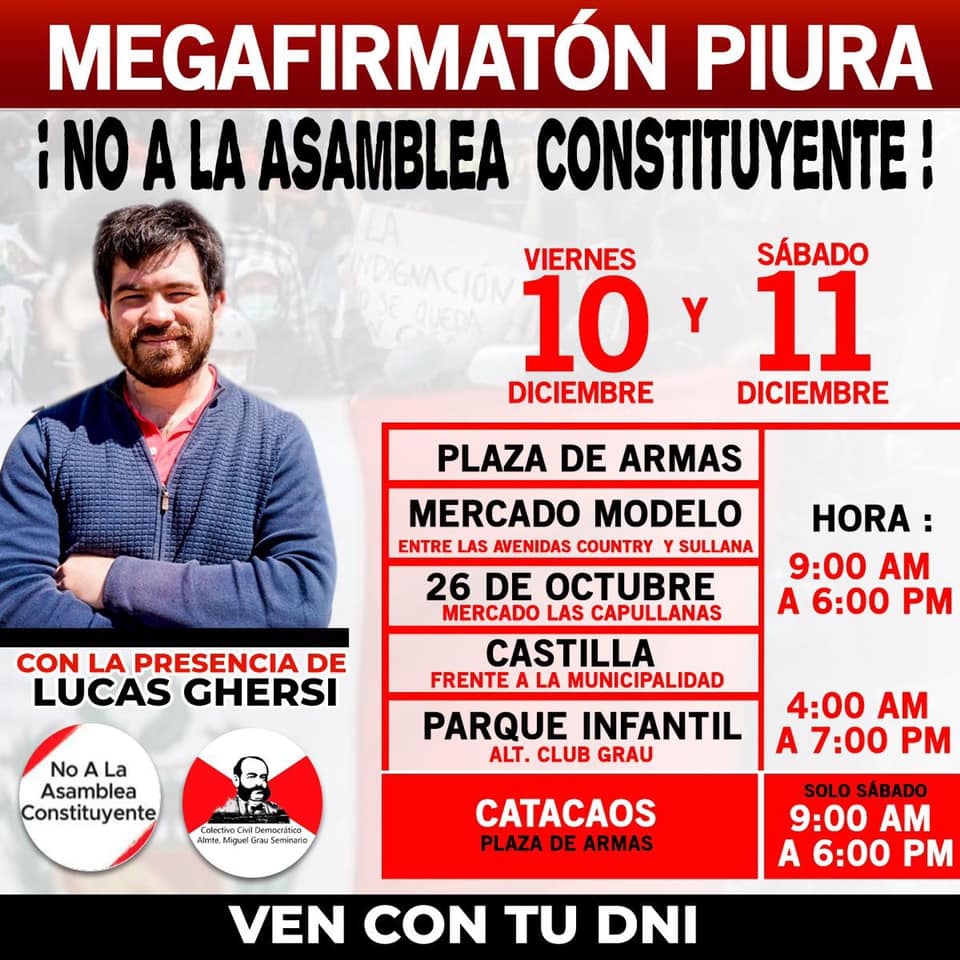 MEGAFIRMATÓN PIURA
¡ NO A LA ASAMBLEA CONSTITUYENTE !
LA
INDIGNACIÓN
SE QUEDA
VIERNES
10
DICIEMBRE
Y
SÁBADO
11
DICIEMBRE
PLAZA DE ARMAS
MERCADO MODELO
ENTRE LAS AVENIDAS COUNTRY Y SULLANA
26 DE OCTUBRE
MERCADO LAS CAPULLANAS
CASTILLA
FRENTE A LA MUNICIPALIDAD
HORA :
9:00 AM
A 6:00 PM
PARQUE INFANTIL
ALT. CLUB GRAU
4:00 AM
A 7:00 PM
CATACAOS
PLAZA DE ARMAS
SOLO SÁBADO
9:00 AM
A 6:00 PM
CON LA PRESENCIA DE
LUCAS GHERSI
No A La
Asamblea
Constituyente
Colectivo Civil Democrático
Almte. Miguel Grau Seminario
VEN CON TU DNI